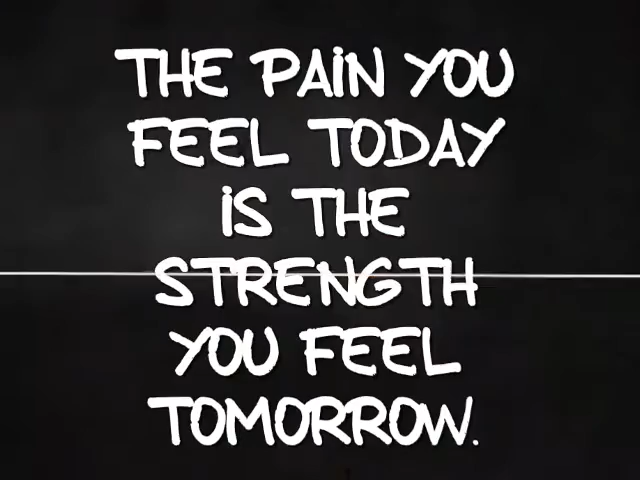 THE PAIN YOU
FEEL TODAY
IS THE
STRENGTH
YOU FEEL
TOMORROW.